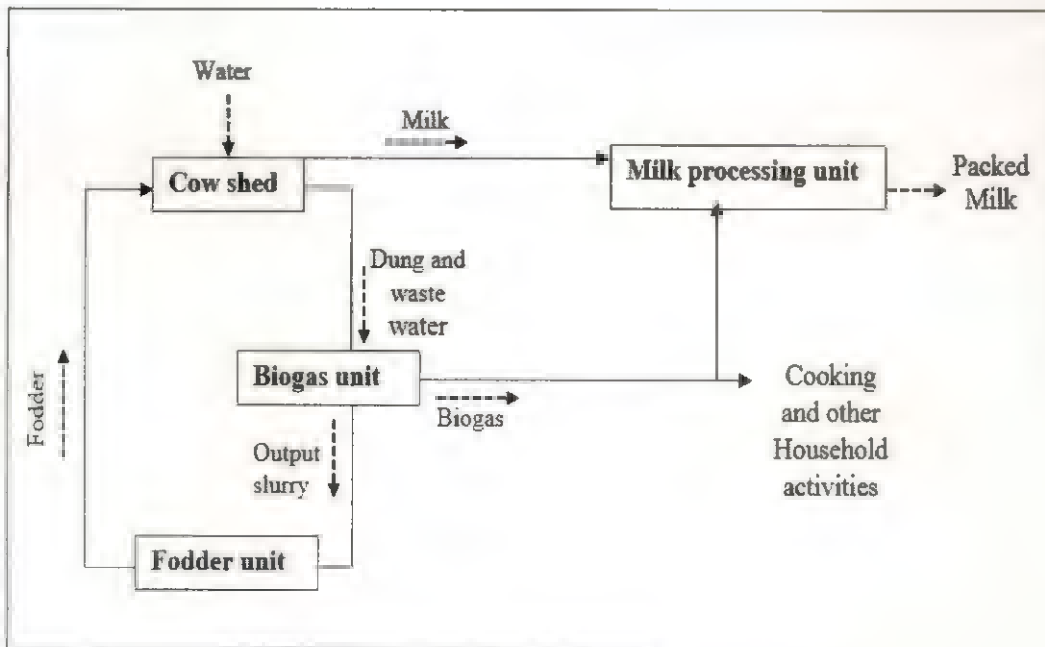 Water
Milk
Cow shed
Milk processing unit
Packed
Milk
Dung and
waste
water
Fodder
Biogas unit
Biogas
Cooking
and other
Household
activities
Output
slurry
Fodder unit